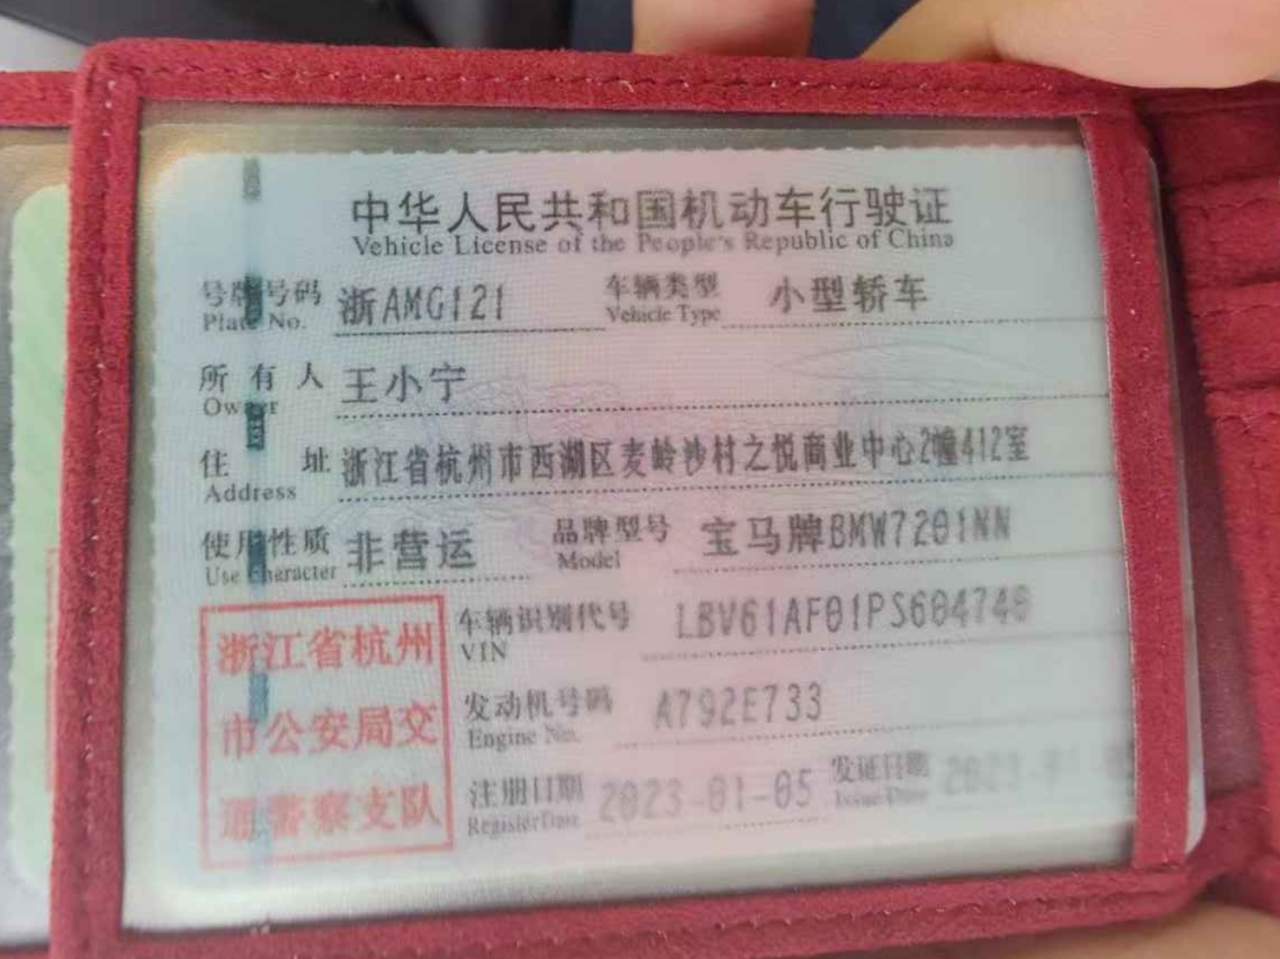 中华人民共和国机动车行驶证
Vehicle License of the People's Republic of China
号牌号码 浙AMG121 车辆类型 小型轿车
Plate No. Vehicle Type
所有人 王小宁
Owner
住址 浙江省杭州市西湖区麦岭沙村之悦商业中心2幢412室
Address
使用性质 非营运 品牌型号 宝马牌BMW7201NN
Use Character Model
浙江省杭州
市公安局交
通警察支队
车辆识别代号
VIN
发动机号码 A792E733
Engine No.
注册日期 2023-01-05 发证日期
Register Date Issue Date